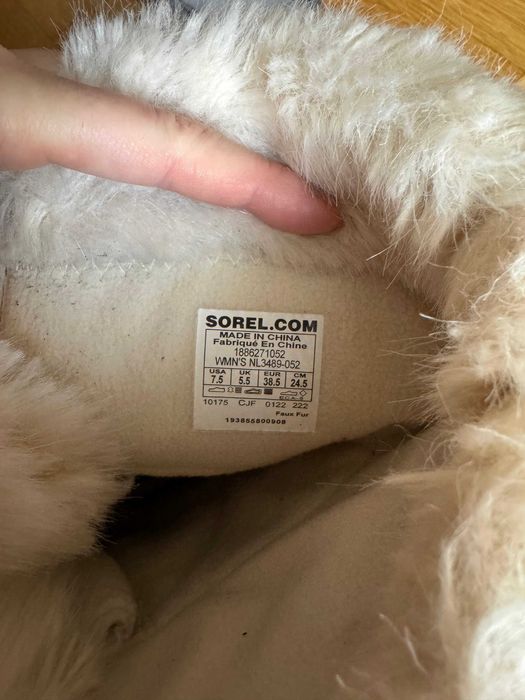 SOREL.COM
MADE IN CHINA
Fabriqué En Chine
1886271052
WMN'S NL3489-052
USA UK EUR CM
7.5 5.5 38.5 24.5
10175 CJF 0122 222
Faux Fur
193855800908